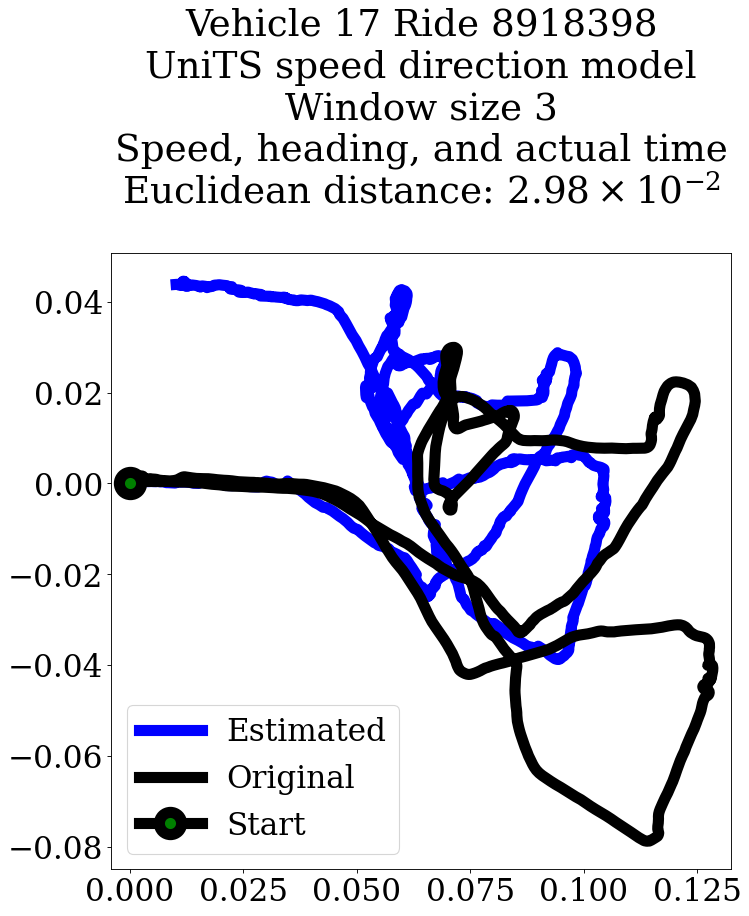 Vehicle 17 Ride 8918398
UniTS speed direction model
Window size 3
Speed, heading, and actual time
Euclidean distance: 2.98 × 10⁻²
0.04
0.02
0.00
−0.02
−0.04
−0.06
−0.08
Estimated
Original
Start
0.000 0.025 0.050 0.075 0.100 0.125